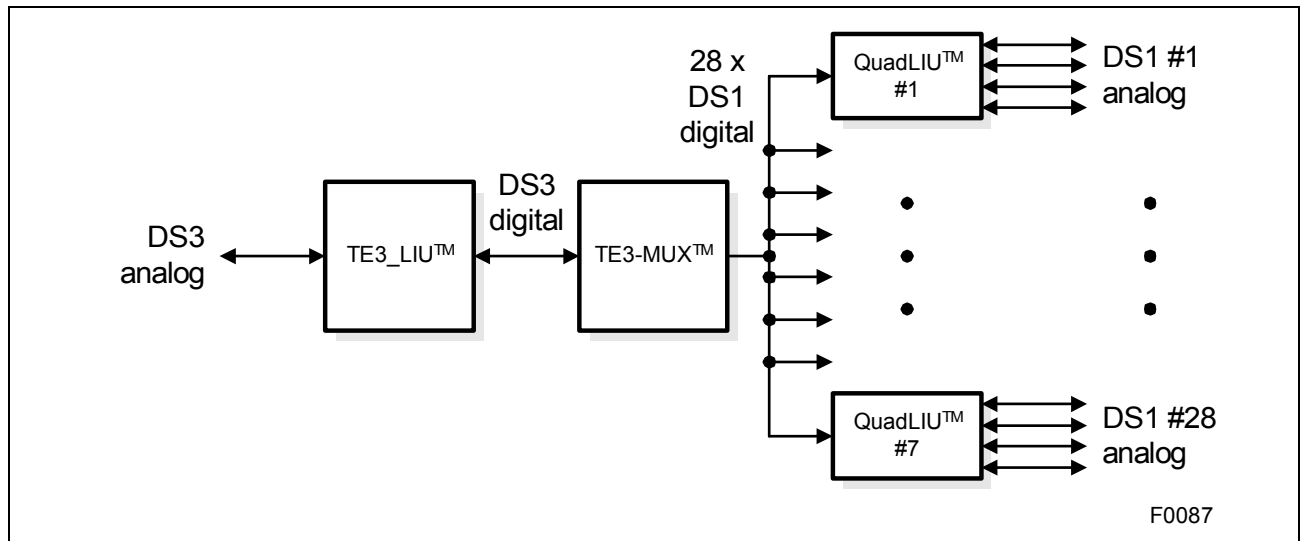 28 x
DS1
digital
QuadLIU™
#1
DS1 #1
analog
DS3
analog
TE3_LIU™
DS3
digital
TE3-MUX™
QuadLIU™
#7
DS1 #28
analog
F0087